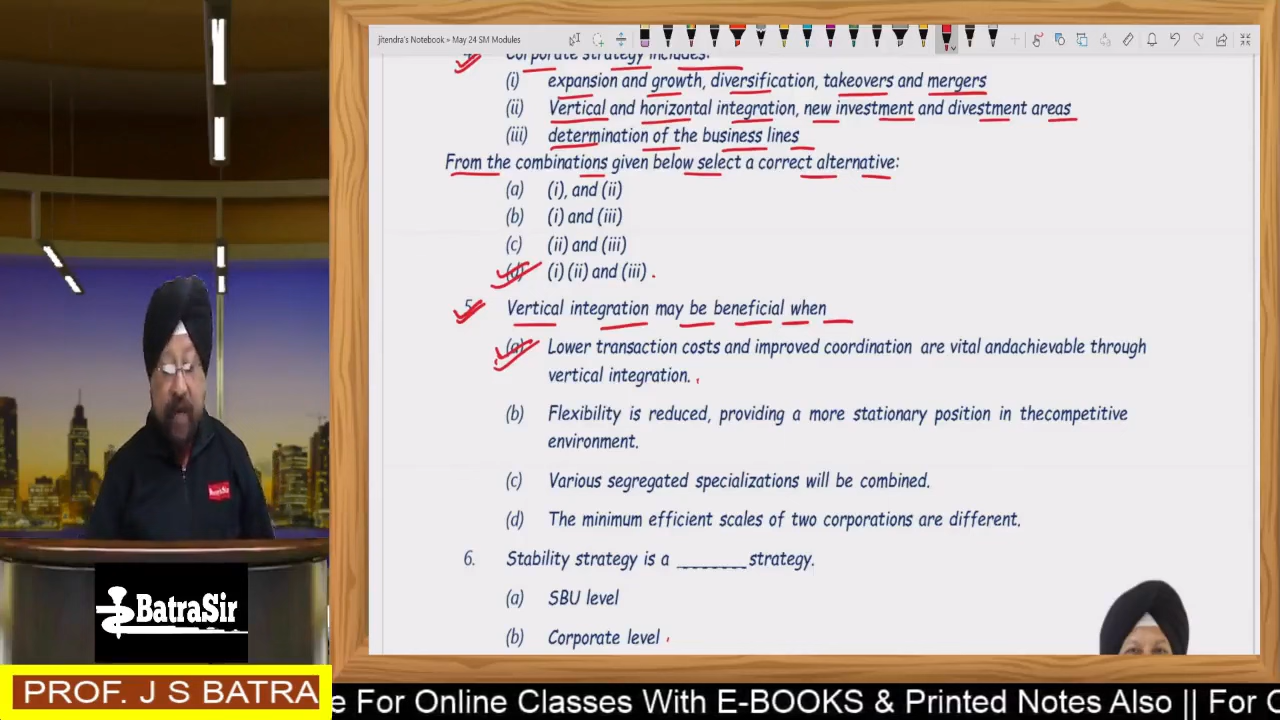 jitendra's Notebook » May 24 SM Modules
Corporate strategy includes:
(i) expansion and growth, diversification, takeovers and mergers
(ii) Vertical and horizontal integration, new investment and divestment areas
(iii) determination of the business lines
From the combinations given below select a correct alternative:
(a) (i), and (ii)
(b) (i) and (iii)
(c) (ii) and (iii)
(d) (i) (ii) and (iii)
5. Vertical integration may be beneficial when
(a) Lower transaction costs and improved coordination are vital andachievable through
vertical integration.
(b) Flexibility is reduced, providing a more stationary position in thecompetitive
environment.
(c) Various segregated specializations will be combined.
(d) The minimum efficient scales of two corporations are different.
6. Stability strategy is a ________ strategy.
(a) SBU level
(b) Corporate level
BatraSir
BatraSir
PROF. J S BATRA
e For Online Classes With E-BOOKS & Printed Notes Also || For